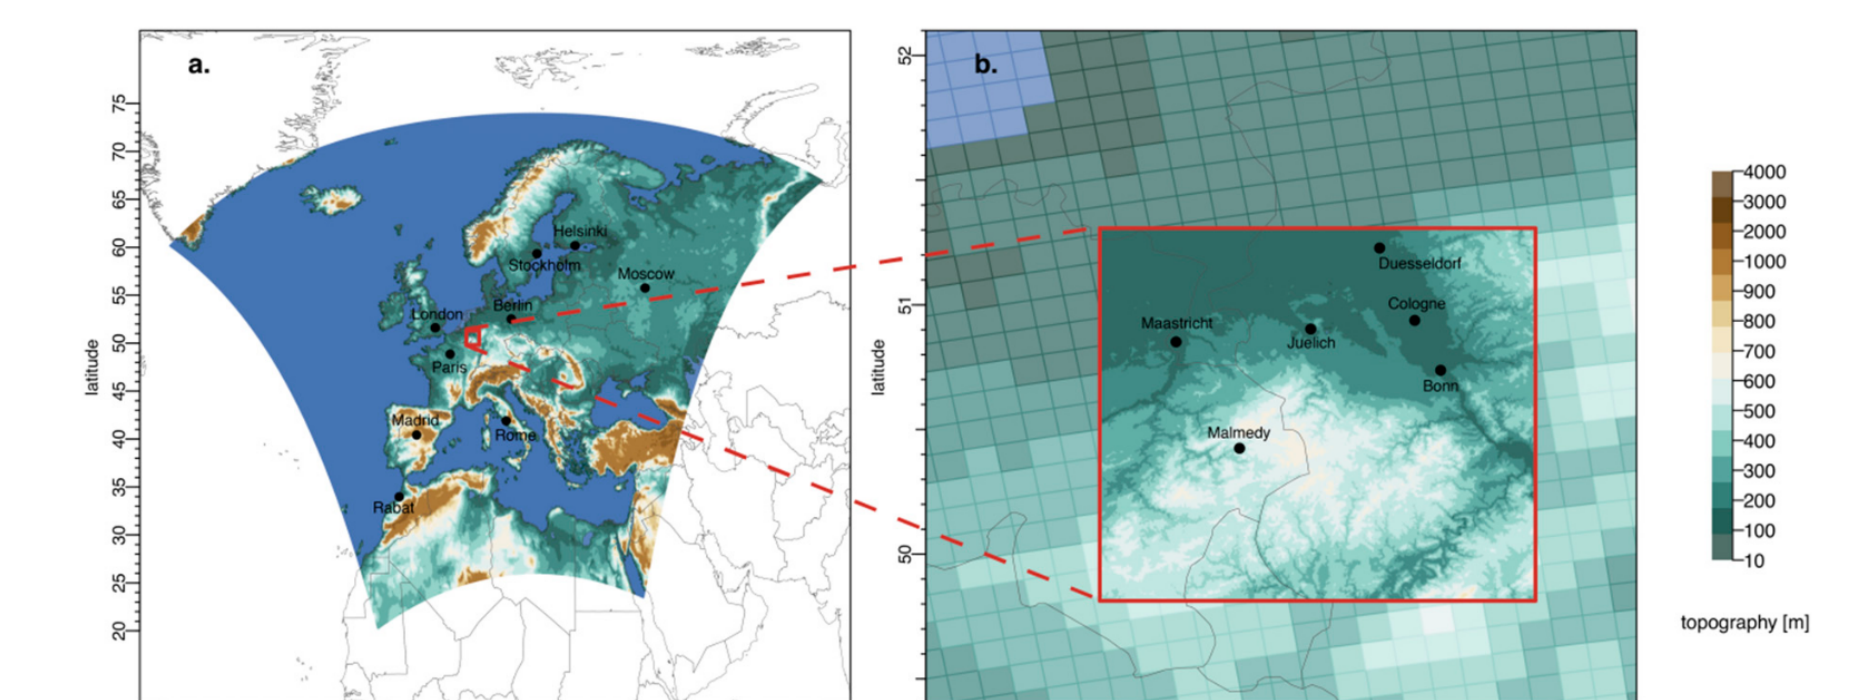 a.
latitude
75
70
65
60
55
50
45
40
35
30
25
20
Helsinki
Stockholm
Moscow
Berlin
London
Paris
Madrid
Rome
Rabat
b.
latitude
52
51
50
Duesseldorf
Cologne
Maastricht
Juelich
Bonn
Malmedy
4000
3000
2000
1000
900
800
700
600
500
400
300
200
100
10
topography [m]